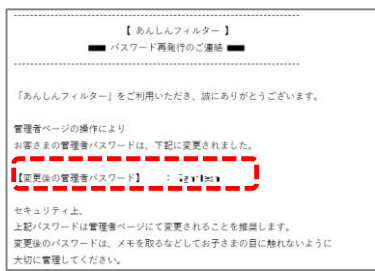 【 あんしんフィルター 】
パスワード再発行のご連絡
「あんしんフィルター」をご利用いただき、誠にありがとうございます。
管理者ページの操作により
お客さまの管理者パスワードは、下記に変更されました。
【変更後の管理者パスワード】 :
セキュリティ上、
上記パスワードは管理者ページにて変更されることを推奨します。
変更後のパスワードは、メモを取るなどしてお子さまの目に触れないように
大切に管理してください。